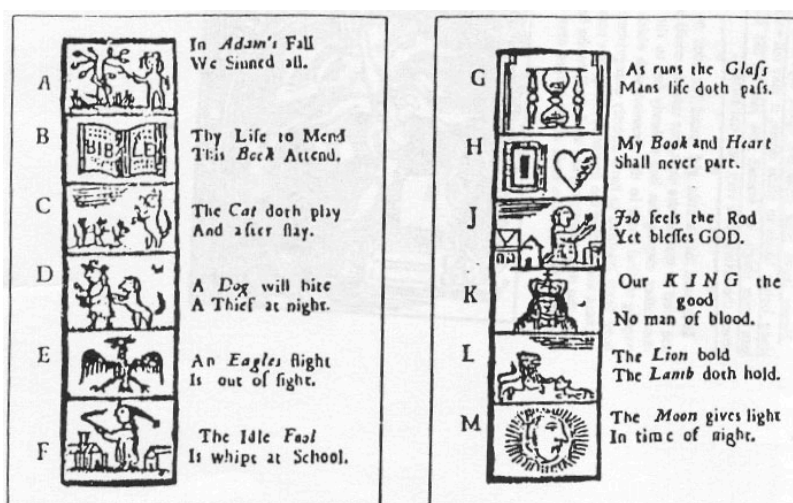 A
In Adam's Fall
We Sinned all.
B
Thy Life to Mend
This Book Attend.
BIBLE
C
The Cat doth play
And after slay.
D
A Dog will bite
A Thief at night.
E
An Eagles flight
Is out of sight.
F
The Idle Fool
Is whipt at School.
G
As runs the Glaſs
Mans life doth paſs.
H
My Book and Heart
Shall never part.
J
Job feels the Rod
Yet bleſſes GOD.
K
Our KING the
good
No man of blood.
L
The Lion bold
The Lamb doth hold.
M
The Moon gives light
In time of night.